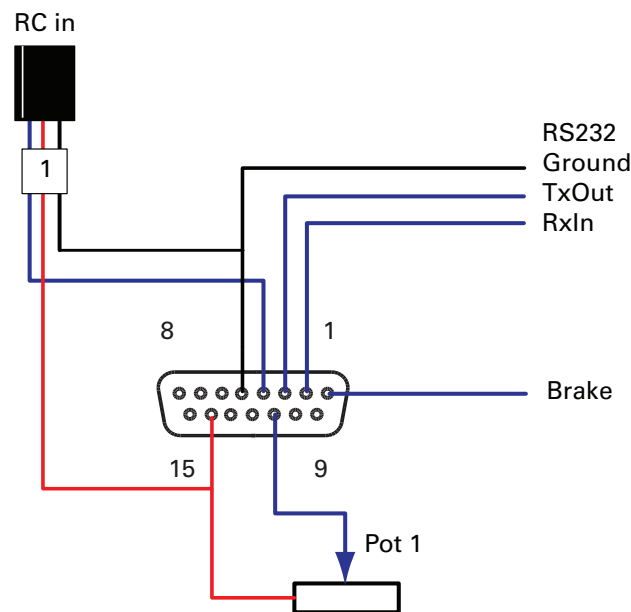 RC in
1
RS232
Ground
TxOut
RxIn
8
1
Brake
15
9
Pot 1